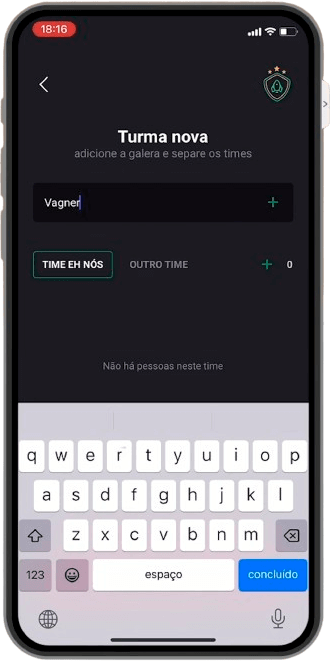 18:16
Turma nova
adicione a galera e separe os times
Vagner
TIME EH NÓS OUTRO TIME 0
Não há pessoas neste time
q w e r t y u i o p
a s d f g h j k l
z x c v b n m
123 espaço concluído